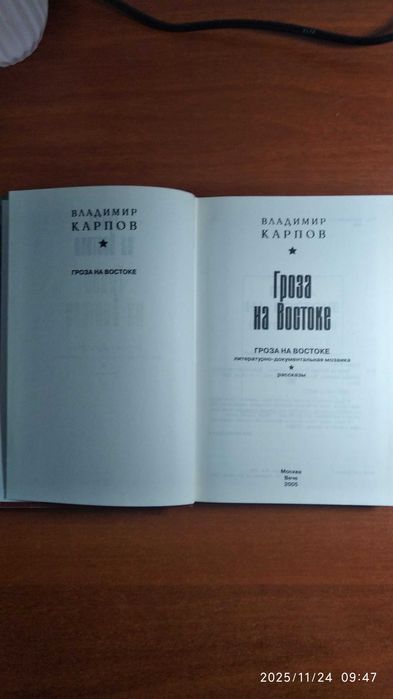 ВЛАДИМИР
КАРПОВ
★
ГРОЗА НА ВОСТОКЕ
ВЛАДИМИР
КАРПОВ
★
Гроза
на Востоке
ГРОЗА НА ВОСТОКЕ
литературно-документальная мозаика
★
рассказы
Москва
Вече
2005
2025/11/24 09:47